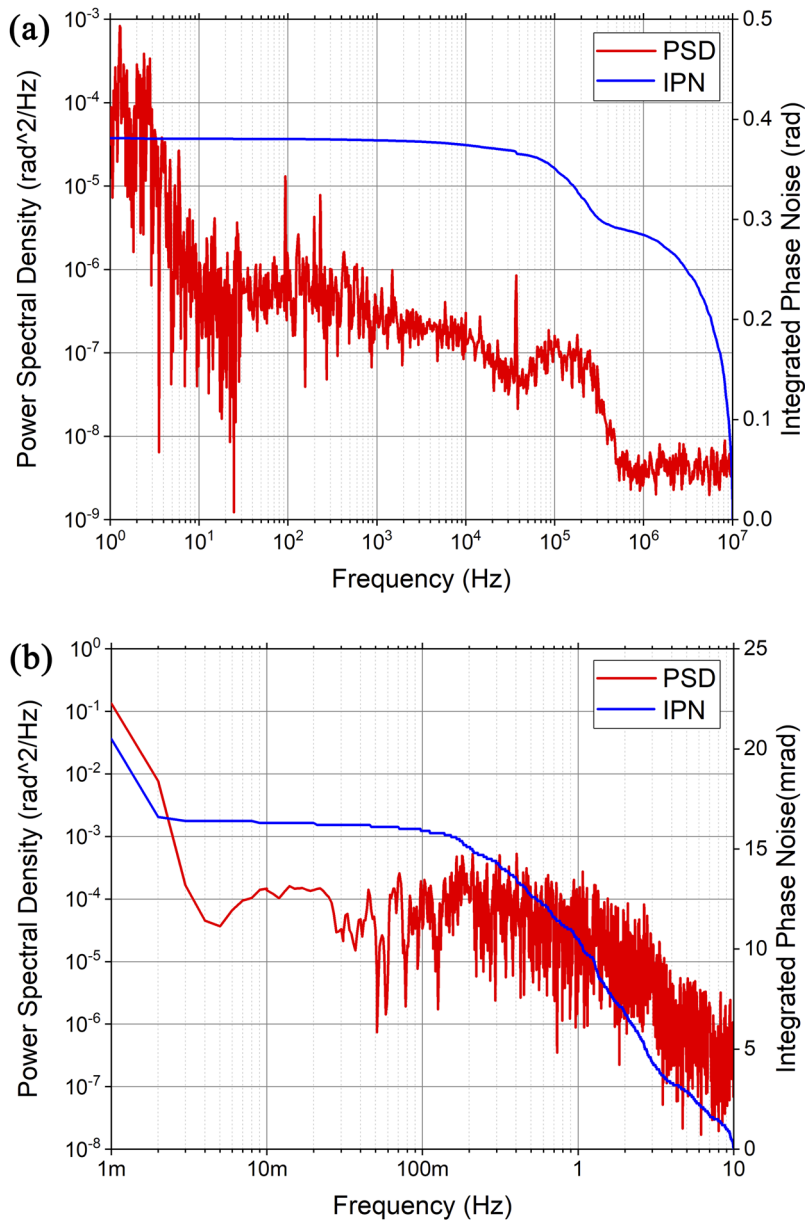 (a)
PSD
IPN
Power Spectral Density (rad^2/Hz)
10^-3
10^-4
10^-5
10^-6
10^-7
10^-8
10^-9
0.5
0.4
0.3
0.2
0.1
0.0
Integrated Phase Noise (rad)
10^0 10^1 10^2 10^3 10^4 10^5 10^6 10^7
Frequency (Hz)
(b)
PSD
IPN
Power Spectral Density (rad^2/Hz)
10^0
10^-1
10^-2
10^-3
10^-4
10^-5
10^-6
10^-7
10^-8
25
20
15
10
5
0
Integrated Phase Noise(mrad)
1m 10m 100m 1 10
Frequency (Hz)